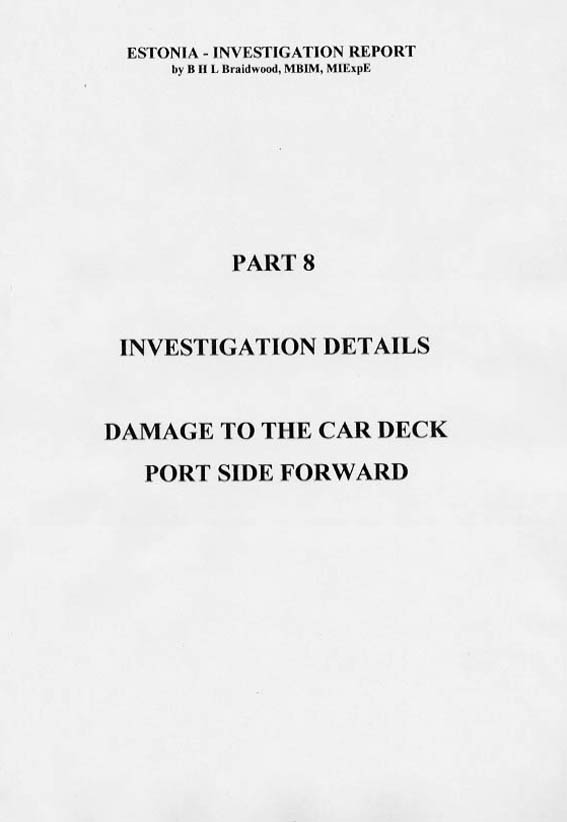 ESTONIA - INVESTIGATION REPORT
by B H L Braidwood, MBIM, MIExpE
PART 8
INVESTIGATION DETAILS
DAMAGE TO THE CAR DECK
PORT SIDE FORWARD